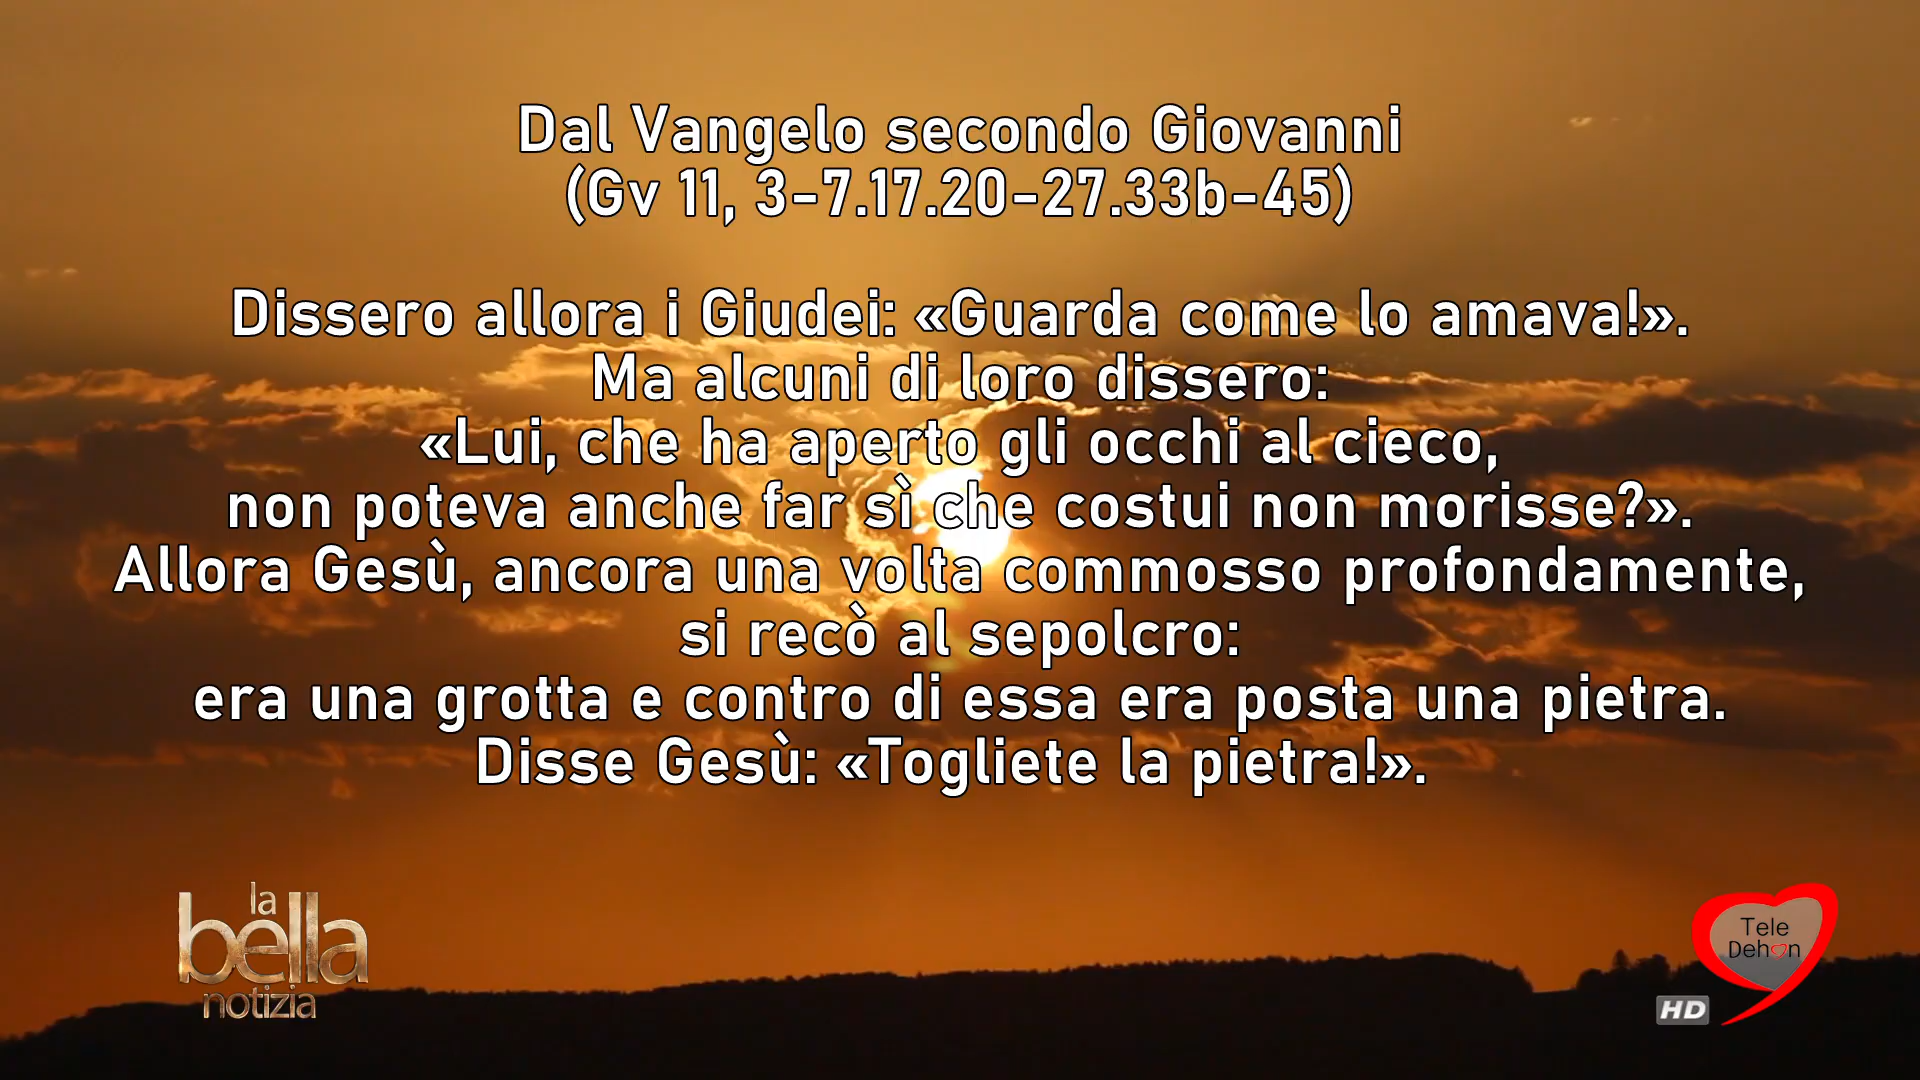 Dal Vangelo secondo Giovanni
(Gv 11, 3-7.17.20-27.33b-45)
Dissero allora i Giudei: «Guarda come lo amava!».
Ma alcuni di loro dissero:
«Lui, che ha aperto gli occhi al cieco,
non poteva anche far sì che costui non morisse?».
Allora Gesù, ancora una volta commosso profondamente,
si recò al sepolcro:
era una grotta e contro di essa era posta una pietra.
Disse Gesù: «Togliete la pietra!».
la
bella
notizia
Tele
Dehon
HD